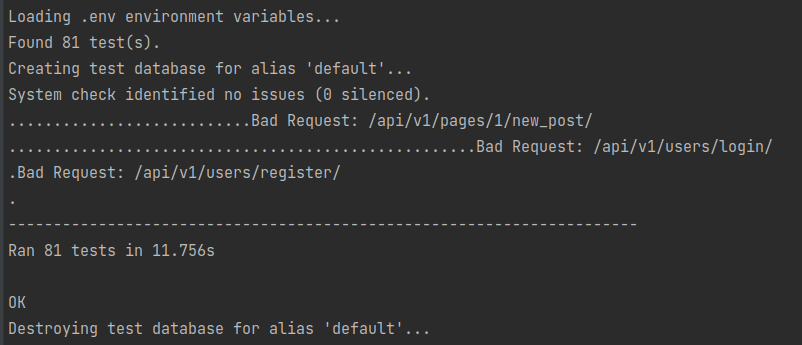 Loading .env environment variables...
Found 81 test(s).
Creating test database for alias 'default'...
System check identified no issues (0 silenced).
...........................Bad Request: /api/v1/pages/1/new_post/
....................................................Bad Request: /api/v1/users/login/
.Bad Request: /api/v1/users/register/
.
----------------------------------------------------------------------
Ran 81 tests in 11.756s
OK
Destroying test database for alias 'default'...